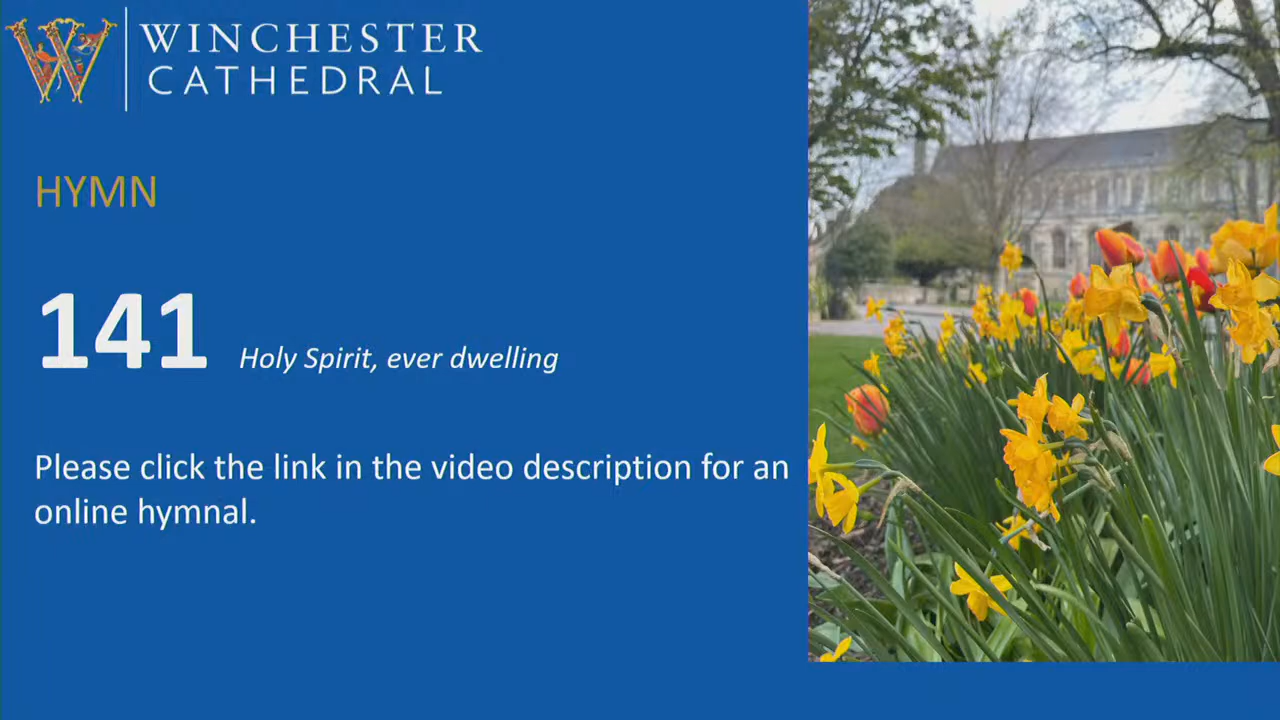 WINCHESTER
CATHEDRAL
HYMN
141 Holy Spirit, ever dwelling
Please click the link in the video description for an
online hymnal.